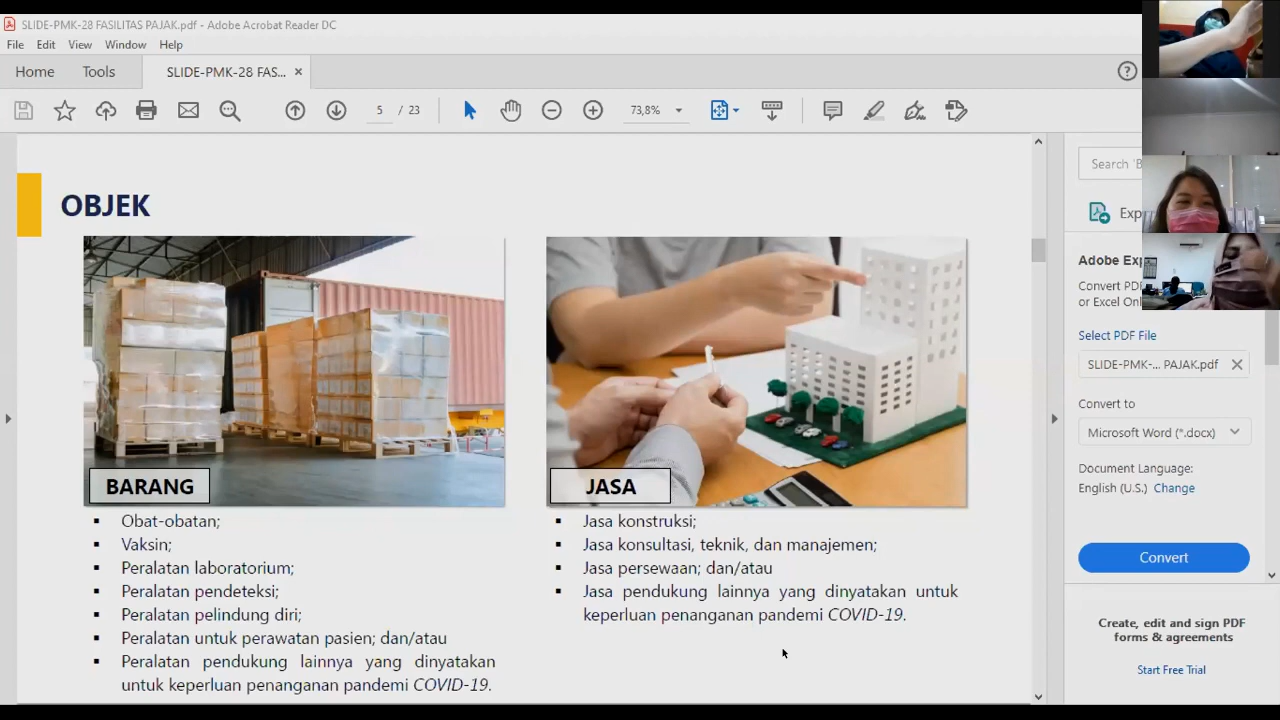 SLIDE-PMK-28 FASILITAS PAJAK.pdf - Adobe Acrobat Reader DC
File Edit View Window Help
Home Tools SLIDE-PMK-28 FAS... ×
5 / 23 73,8%
OBJEK
BARANG
▪ Obat-obatan;
▪ Vaksin;
▪ Peralatan laboratorium;
▪ Peralatan pendeteksi;
▪ Peralatan pelindung diri;
▪ Peralatan untuk perawatan pasien; dan/atau
▪ Peralatan pendukung lainnya yang dinyatakan
untuk keperluan penanganan pandemi COVID-19.
JASA
▪ Jasa konstruksi;
▪ Jasa konsultasi, teknik, dan manajemen;
▪ Jasa persewaan; dan/atau
▪ Jasa pendukung lainnya yang dinyatakan untuk
keperluan penanganan pandemi COVID-19.
Search 'B
Exp
Adobe Exp
Convert PD
or Excel Onl
Select PDF File
SLIDE-PMK-... PAJAK.pdf
Convert to
Microsoft Word (*.docx)
Document Language:
English (U.S.) Change
Convert
Create, edit and sign PDF
forms & agreements
Start Free Trial